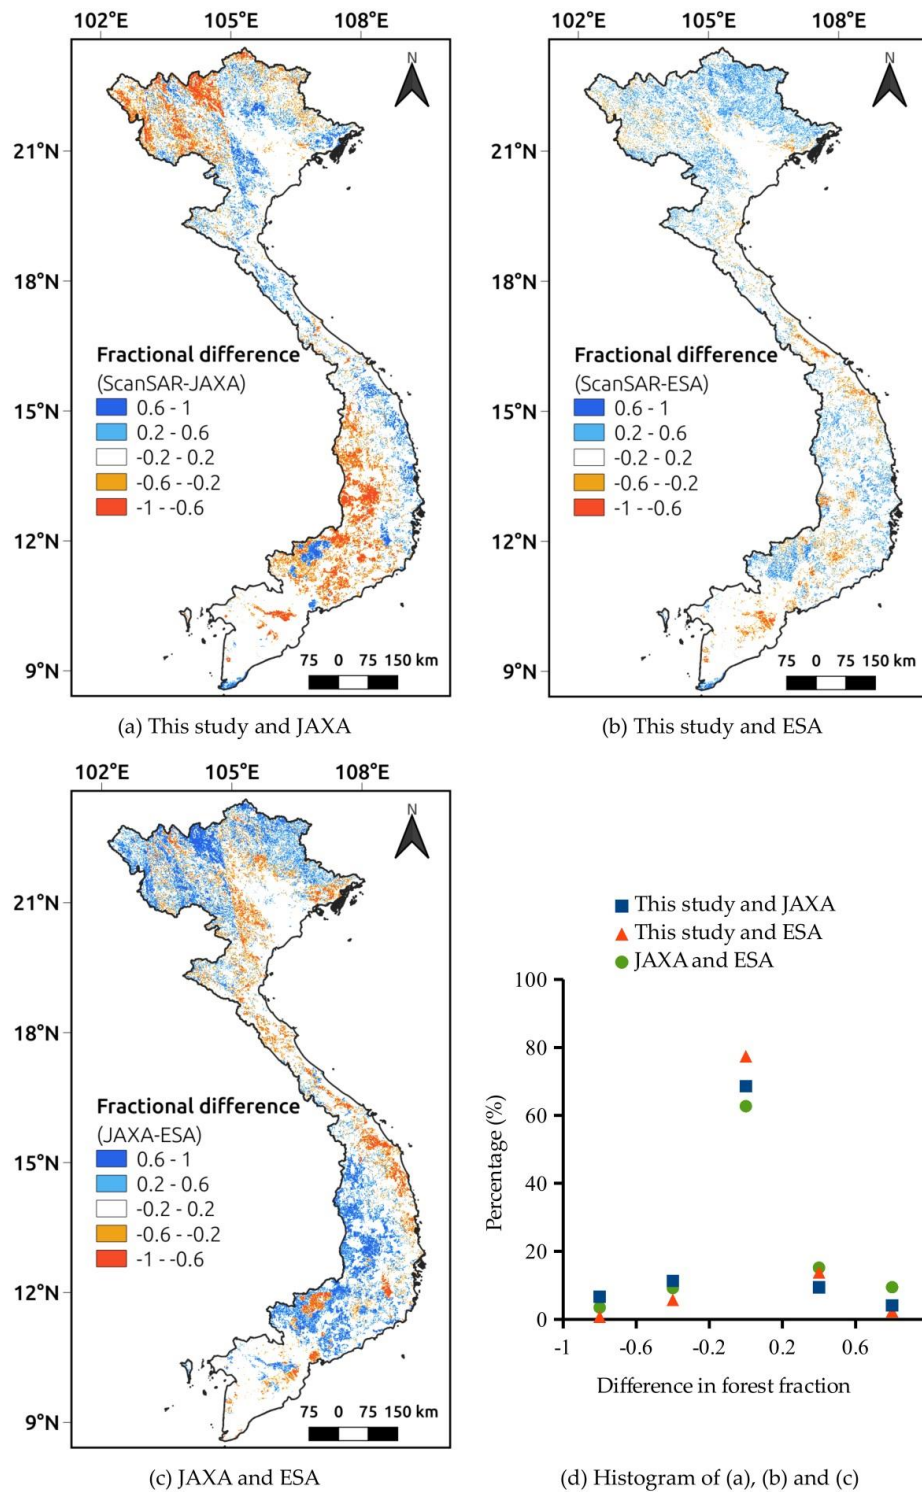 102°E 105°E 108°E
N
21°N
18°N
Fractional difference
(ScanSAR-JAXA)
0.6 - 1
0.2 - 0.6
-0.2 - 0.2
-0.6 - -0.2
-1 - -0.6
15°N
12°N
9°N
75 0 75 150 km
(a) This study and JAXA
102°E 105°E 108°E
N
21°N
18°N
Fractional difference
(ScanSAR-ESA)
0.6 - 1
0.2 - 0.6
-0.2 - 0.2
-0.6 - -0.2
-1 - -0.6
15°N
12°N
9°N
75 0 75 150 km
(b) This study and ESA
102°E 105°E 108°E
N
21°N
18°N
Fractional difference
(JAXA-ESA)
0.6 - 1
0.2 - 0.6
-0.2 - 0.2
-0.6 - -0.2
-1 - -0.6
15°N
12°N
9°N
75 0 75 150 km
(c) JAXA and ESA
This study and JAXA
This study and ESA
JAXA and ESA
100
80
60
40
20
0
Percentage (%)
-1 -0.6 -0.2 0.2 0.6
Difference in forest fraction
(d) Histogram of (a), (b) and (c)